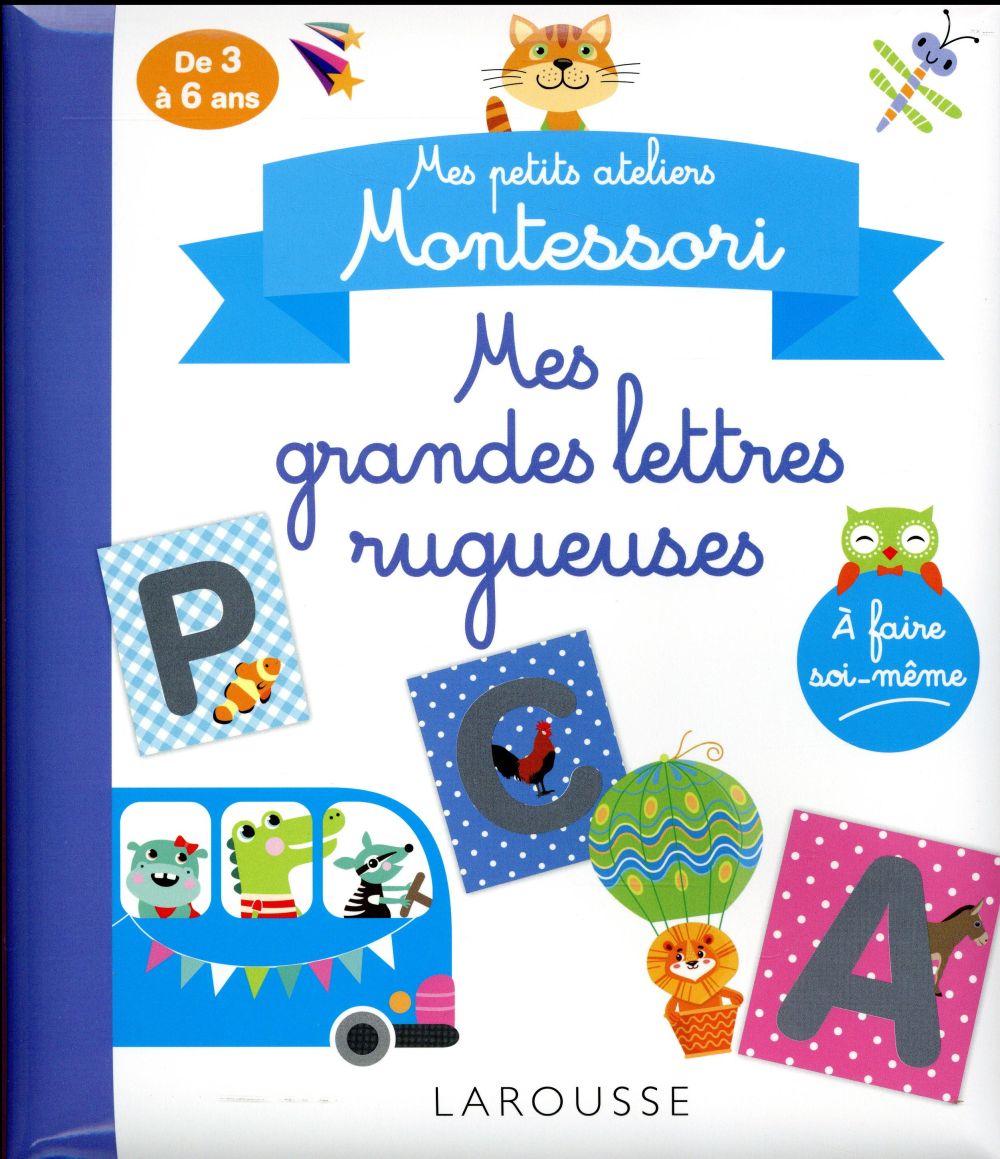 De 3
à 6 ans
Mes petits ateliers
Montessori
Mes
grandes lettres
rugueuses
À faire
soi-même
P
C
A
LAROUSSE